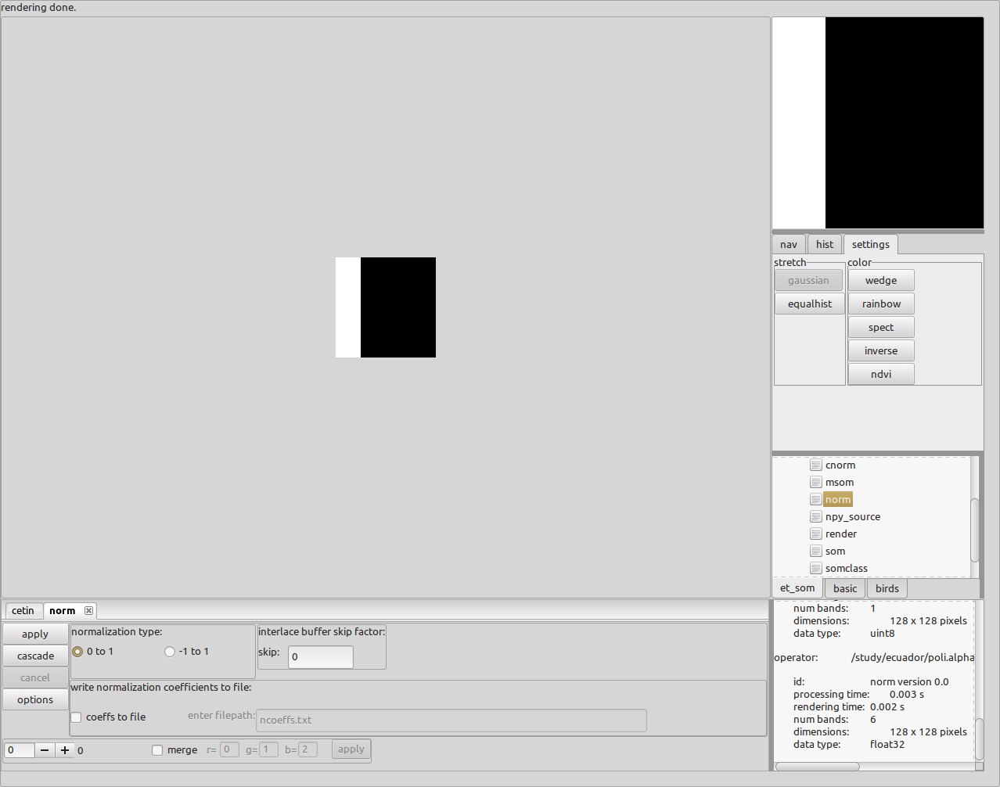 rendering done.
nav hist settings
stretch color
gaussian wedge
equalhist rainbow
spect
inverse
ndvi
cnorm
msom
norm
npy_source
render
som
somclass
et_som basic birds
cetin norm
apply
cascade
cancel
options
normalization type:
0 to 1 -1 to 1
interlace buffer skip factor:
skip: 0
write normalization coefficients to file:
coeffs to file enter filepath: ncoeffs.txt
0 − + 0 merge r= 0 g= 1 b= 2 apply
num bands: 1
dimensions: 128 x 128 pixels
data type: uint8
operator: /study/ecuador/poli.alpha
id: norm version 0.0
processing time: 0.003 s
rendering time: 0.002 s
num bands: 6
dimensions: 128 x 128 pixels
data type: float32